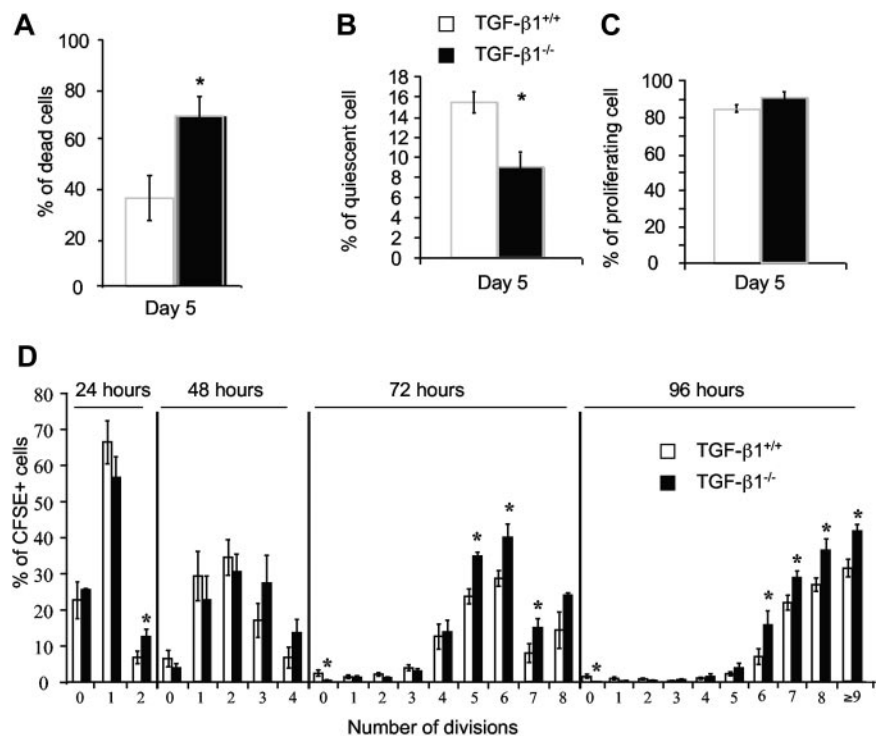 A
% of dead cells
100
80
60
40
20
0
Day 5
*
B
TGF-β1+/+
TGF-β1-/-
% of quiescent cell
18
16
14
12
10
8
6
4
2
0
Day 5
*
C
% of proliferating cell
100
80
60
40
20
0
Day 5
D
24 hours 48 hours 72 hours 96 hours
TGF-β1+/+
TGF-β1-/-
% of CFSE+ cells
80
70
60
50
40
30
20
10
0
* * * * * * * * * *
0 1 2 0 1 2 3 4 0 1 2 3 4 5 6 7 8 0 1 2 3 4 5 6 7 8 ≥9
Number of divisions